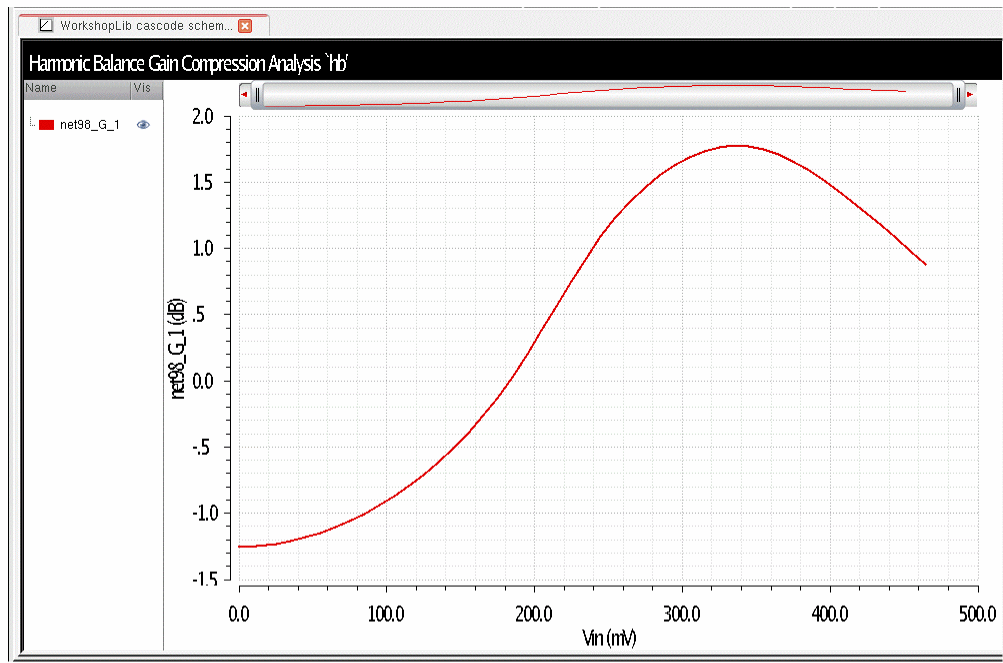 WorkshopLib cascode schem...
Harmonic Balance Gain Compression Analysis `hb'
Name Vis
net98_G_1
2.0
1.5
1.0
.5
0.0
-.5
-1.0
-1.5
net98_G_1 (dB)
0.0 100.0 200.0 300.0 400.0 500.0
Vin (mV)